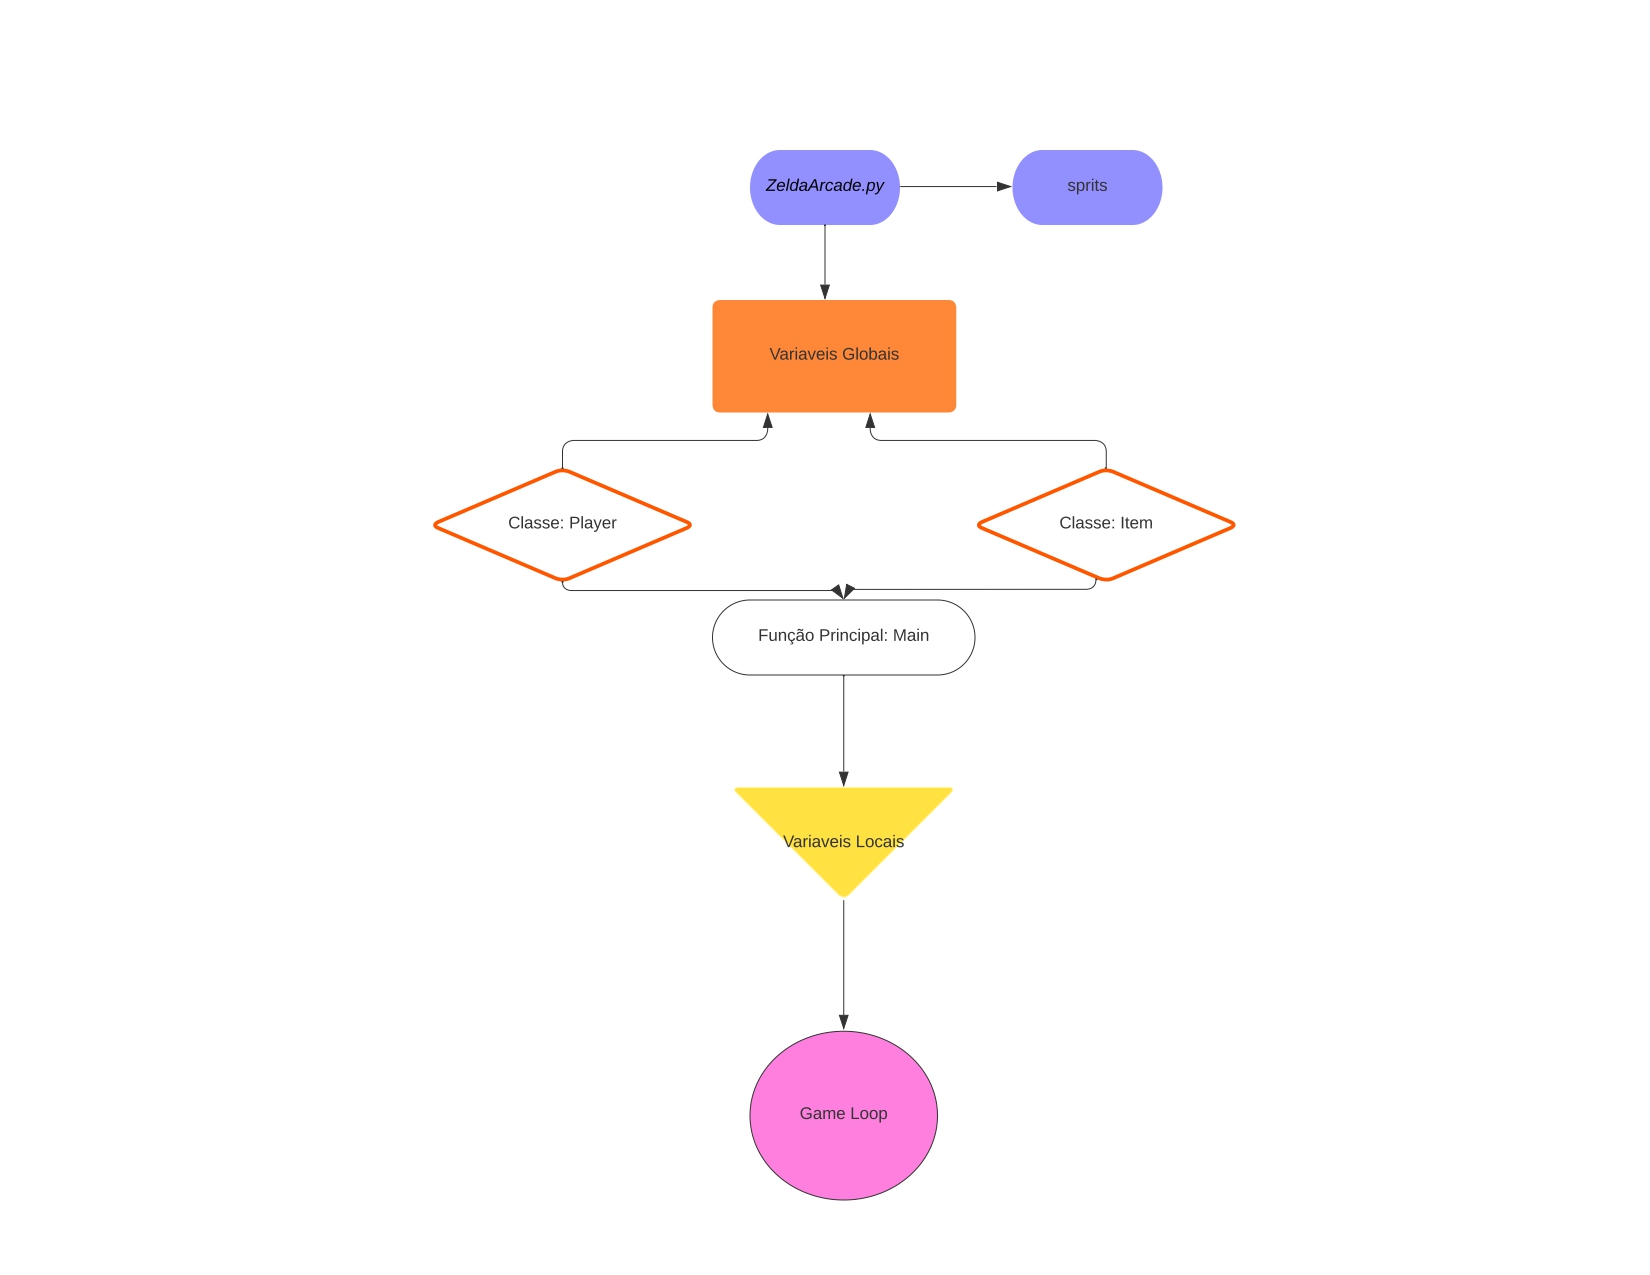 ZeldaArcade.py
sprits
Variaveis Globais
Classe: Player
Classe: Item
Função Principal: Main
Variaveis Locais
Game Loop